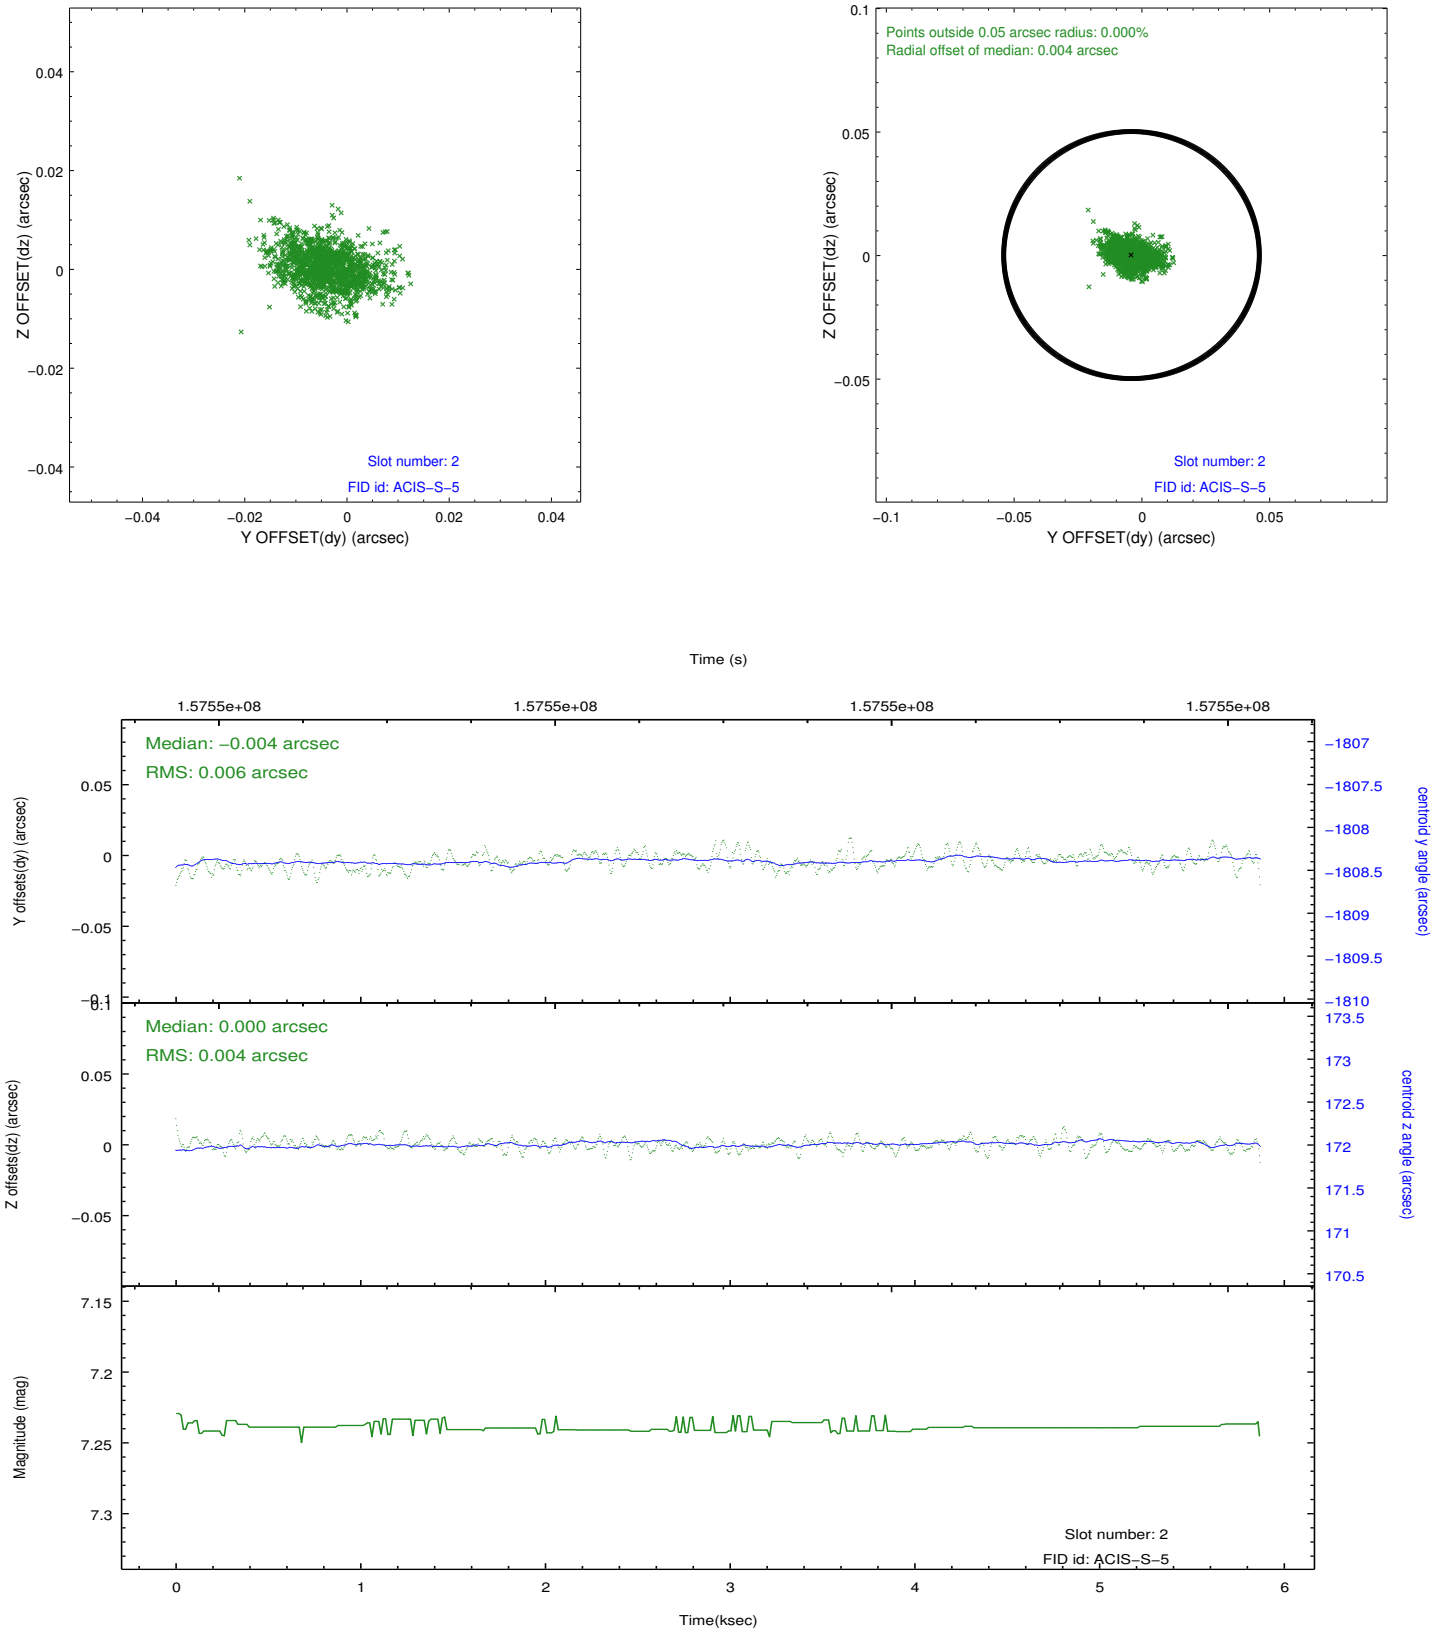 0.04
0.02
0
−0.02
−0.04
Z OFFSET(dz) (arcsec)
Slot number: 2
FID id: ACIS−S−5
−0.04
−0.02
0
0.02
0.04
Y OFFSET(dy) (arcsec)
0.1
0.05
0
−0.05
Z OFFSET(dz) (arcsec)
Points outside 0.05 arcsec radius: 0.000%
Radial offset of median: 0.004 arcsec
Slot number: 2
FID id: ACIS−S−5
−0.1
−0.05
0
0.05
Y OFFSET(dy) (arcsec)
Time (s)
1.5755e+08
1.5755e+08
1.5755e+08
1.5755e+08
Median: −0.004 arcsec
RMS: 0.006 arcsec
0.05
0
−0.05
−0.1
Y offsets(dy) (arcsec)
−1807
−1807.5
−1808
−1808.5
−1809
−1809.5
−1810
centroid y angle (arcsec)
Median: 0.000 arcsec
RMS: 0.004 arcsec
0.1
0.05
0
−0.05
Z offsets(dz) (arcsec)
173.5
173
172.5
172
171.5
171
170.5
centroid z angle (arcsec)
7.15
7.2
7.25
7.3
Magnitude (mag)
Slot number: 2
FID id: ACIS−S−5
0
1
2
3
4
5
6
Time(ksec)